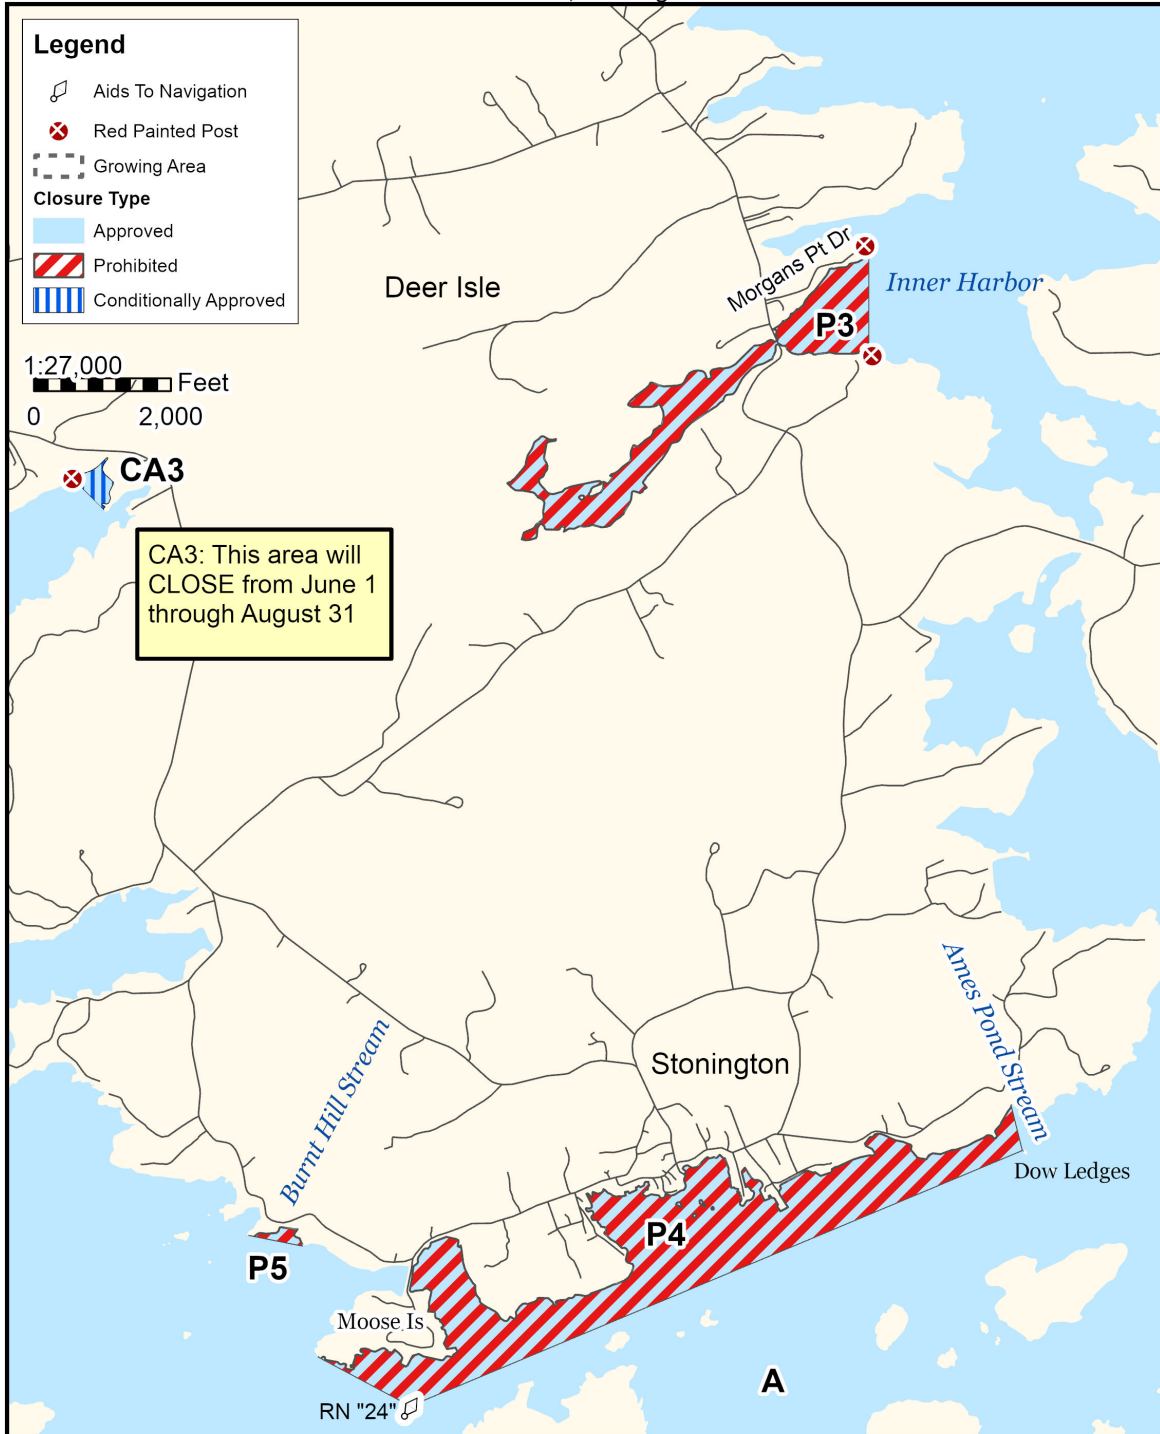 Legend
Aids To Navigation
Red Painted Post
Growing Area
Closure Type
Approved
Prohibited
Conditionally Approved
1:27,000
Feet
0 2,000
Deer Isle
Morgans Pt Dr
Inner Harbor
P3
CA3
CA3: This area will
CLOSE from June 1
through August 31
Ames Pond Stream
Burnt Hill Stream
Stonington
Dow Ledges
P4
P5
Moose Is
A
RN "24"